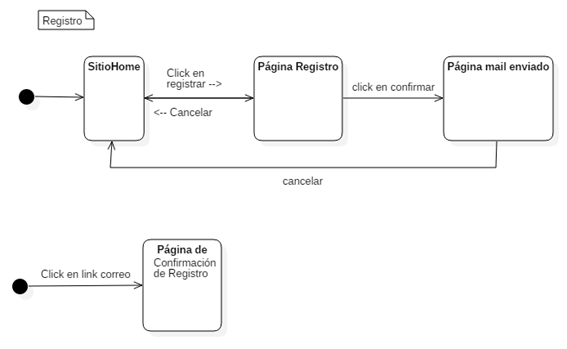 Registro
SitioHome
Click en
registrar -->
<-- Cancelar
Página Registro
click en confirmar
Página mail enviado
cancelar
Click en link correo
Página de
Confirmación
de Registro